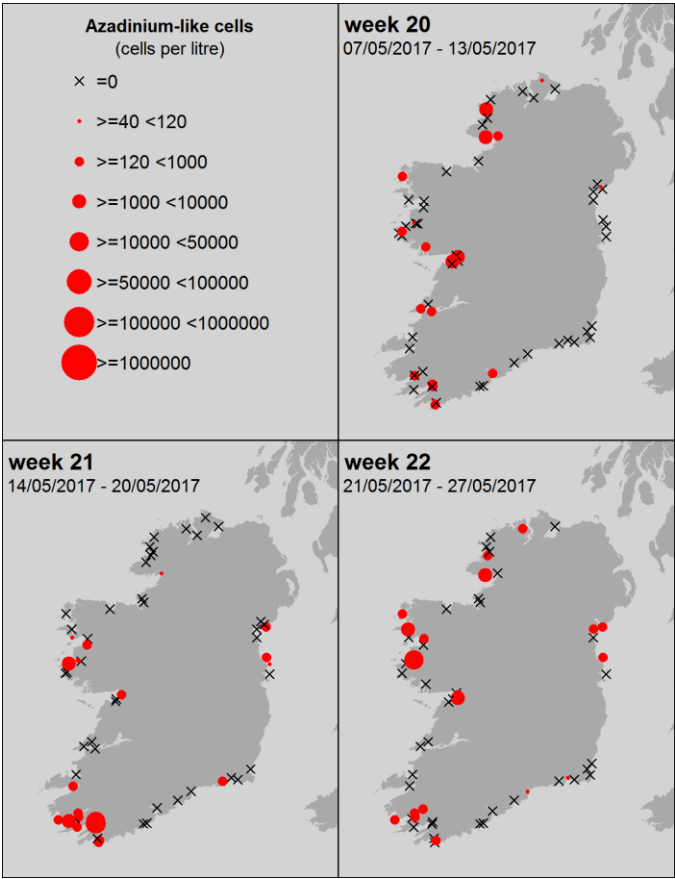 Azadinium-like cells
(cells per litre)
=0
>=40 <120
>=120 <1000
>=1000 <10000
>=10000 <50000
>=50000 <100000
>=100000 <1000000
>=1000000
week 20
07/05/2017 - 13/05/2017
week 21
14/05/2017 - 20/05/2017
week 22
21/05/2017 - 27/05/2017